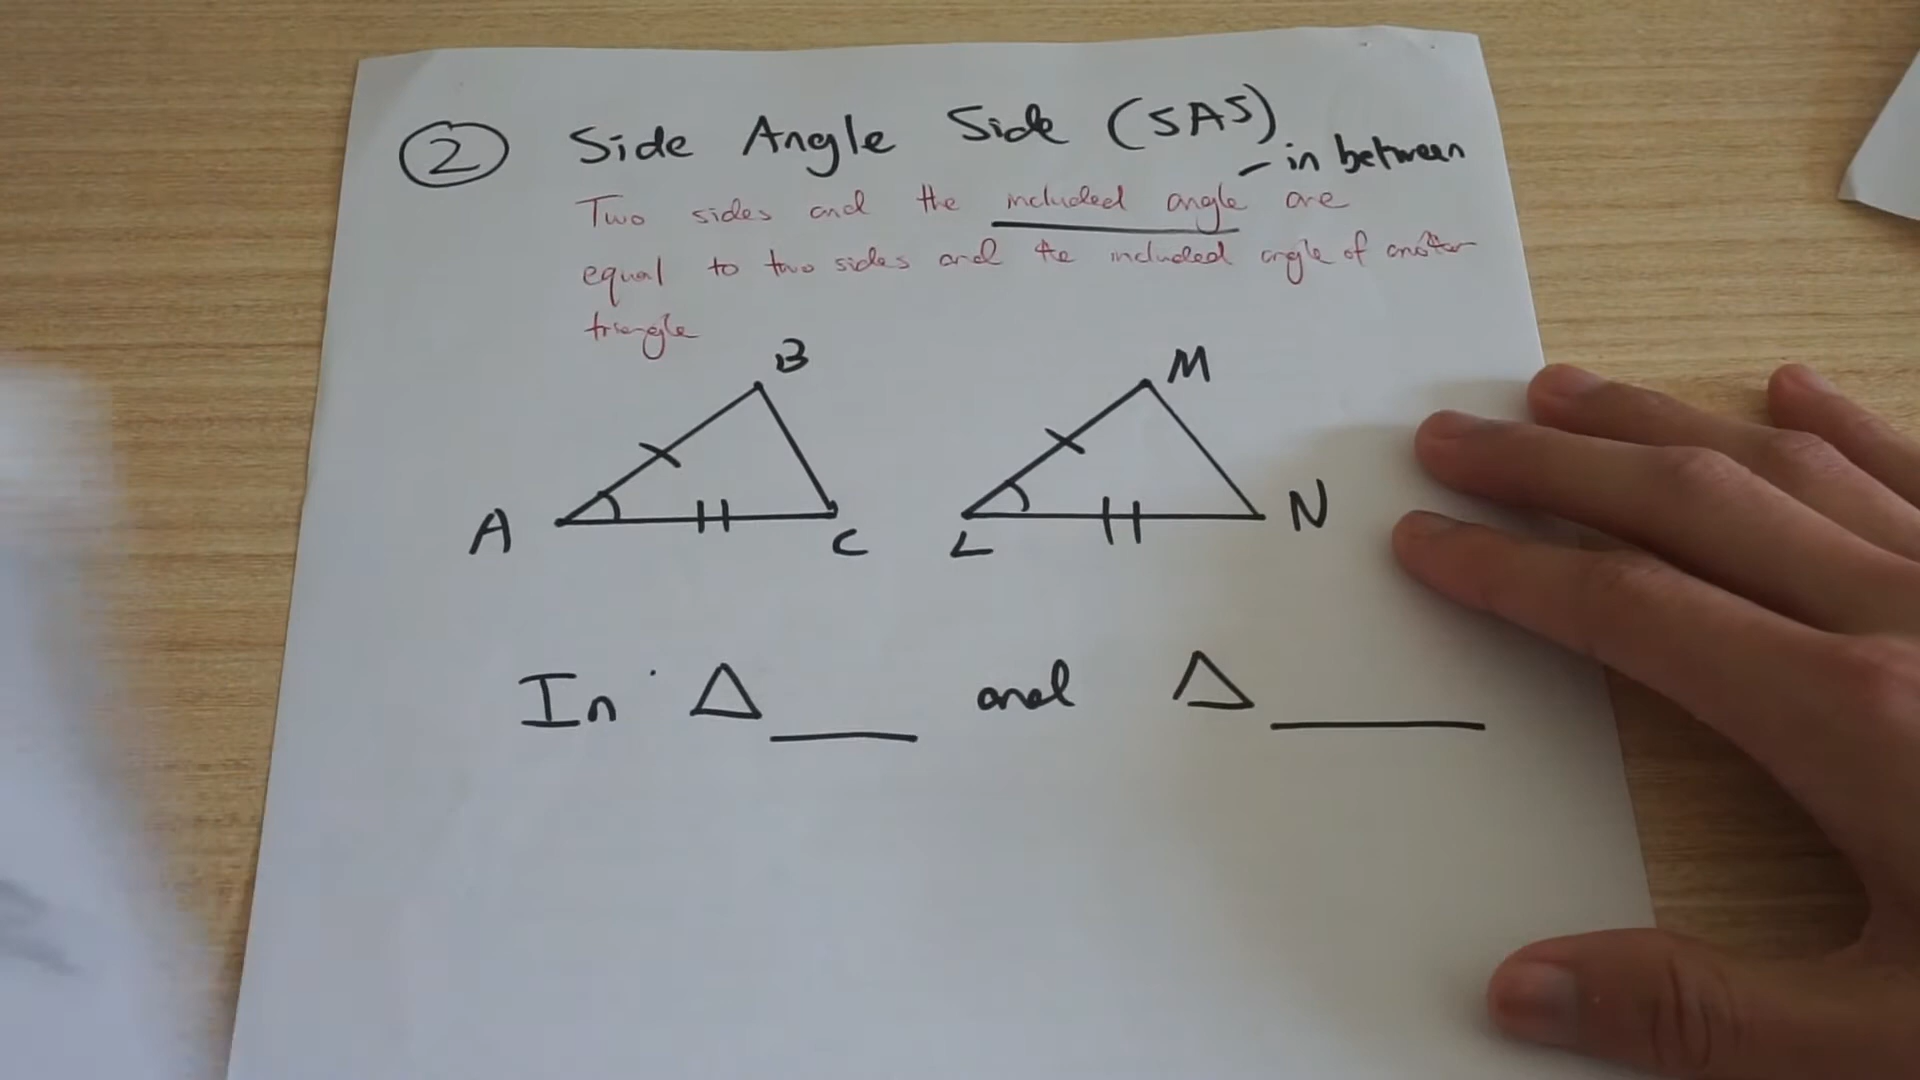 2 Side Angle Side (SAS)
- in between
Two sides and the included angle are
equal to two sides and the included angle of another
triangle
B M
A C L N
In Δ ___ and Δ ___